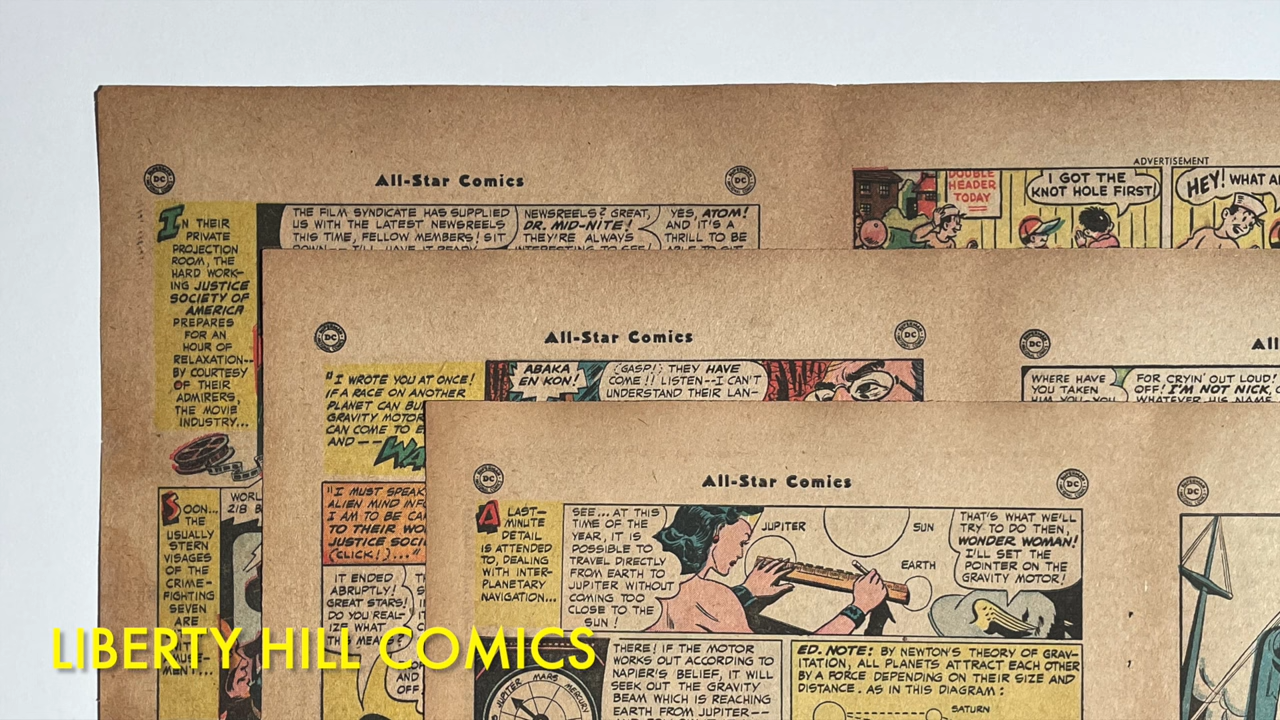 All-Star Comics
IN THEIR
PRIVATE
PROJECTION
ROOM, THE
HARD WORK-
ING JUSTICE
SOCIETY OF
AMERICA
PREPARES
FOR AN
HOUR OF
RELAXATION--
BY COURTESY
OF THEIR
ADMIRERS,
THE MOVIE
INDUSTRY...
THE FILM SYNDICATE HAS SUPPLIED
US WITH THE LATEST NEWSREELS
THIS TIME, FELLOW MEMBERS! SIT
NEWSREELS? GREAT,
DR. MID-NITE!
THEY'RE ALWAYS
YES, ATOM!
AND IT'S A
THRILL TO BE
ADVERTISEMENT
DOUBLE
HEADER
TODAY
I GOT THE
KNOT HOLE FIRST!
HEY! WHAT
SOON...
THE
USUALLY
STERN
VISAGES
OF THE
CRIME-
FIGHTING
SEVEN
ARE
All-Star Comics
DC
"I WROTE YOU AT ONCE!
IF A RACE ON ANOTHER
PLANET CAN
GRAVITY MOTOR
CAN COME TO
AND --
ABAKA
EN KON!
(GASP!) THEY HAVE
COME!! LISTEN--I CAN'T
UNDERSTAND THEIR LAN-
WHERE HAVE
YOU TAKEN
FOR CRYIN' OUT LOUD!
OFF! I'M NOT NICK,
WHATEVER HIS NAME
"I MUST SPEAK
ALIEN MIND
I AM TO BE
TO THEIR
JUSTICE
(CLICK!)..."
IT ENDED
ABRUPTLY!
GREAT STARS!
DO YOU REAL-
IZE WHAT
THIS MEANS?
All-Star Comics
DC
A LAST-
MINUTE
DETAIL
IS ATTENDED
TO, DEALING
WITH INTER-
PLANETARY
NAVIGATION...
SEE... AT THIS
TIME OF THE
YEAR, IT IS
POSSIBLE TO
TRAVEL DIRECTLY
FROM EARTH TO
JUPITER WITHOUT
COMING TOO
CLOSE TO THE
SUN!
JUPITER
SUN
EARTH
THAT'S WHAT WE'LL
TRY TO DO THEN,
WONDER WOMAN!
I'LL SET THE
POINTER ON THE
GRAVITY MOTOR!
JUPITER MARS MERCURY
THERE! IF THE MOTOR
WORKS OUT ACCORDING TO
NAPIER'S BELIEF, IT WILL
SEEK OUT THE GRAVITY
BEAM WHICH IS REACHING
EARTH FROM JUPITER--
ED. NOTE: BY NEWTON'S THEORY OF GRAV-
ITATION, ALL PLANETS ATTRACT EACH OTHER
BY A FORCE DEPENDING ON THEIR SIZE AND
DISTANCE. AS IN THIS DIAGRAM:
SATURN
LIBERTY HILL COMICS